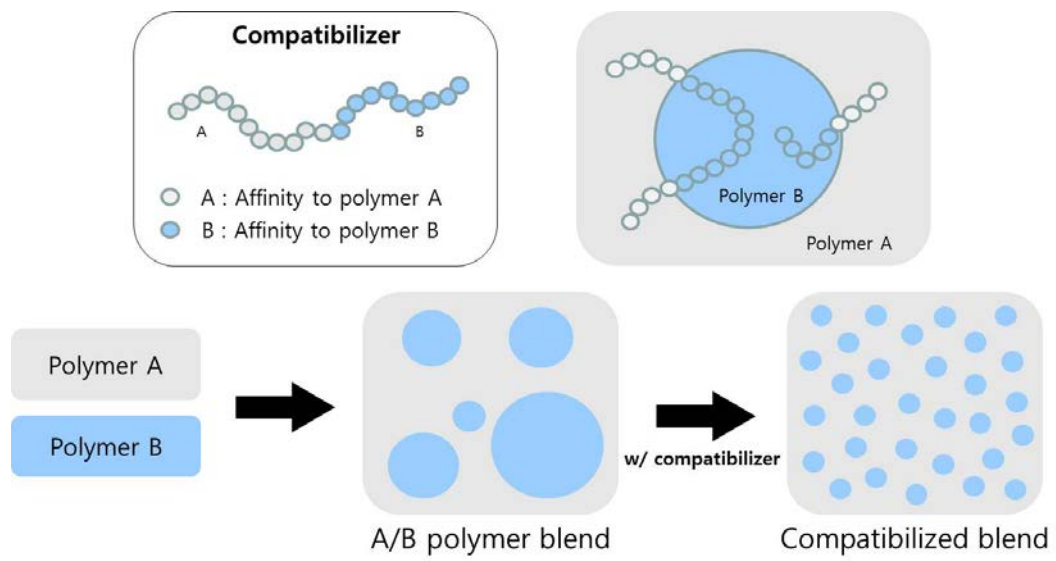 Compatibilizer
A
B
A : Affinity to polymer A
B : Affinity to polymer B
Polymer B
Polymer A
Polymer A
Polymer B
w/ compatibilizer
A/B polymer blend
Compatibilized blend